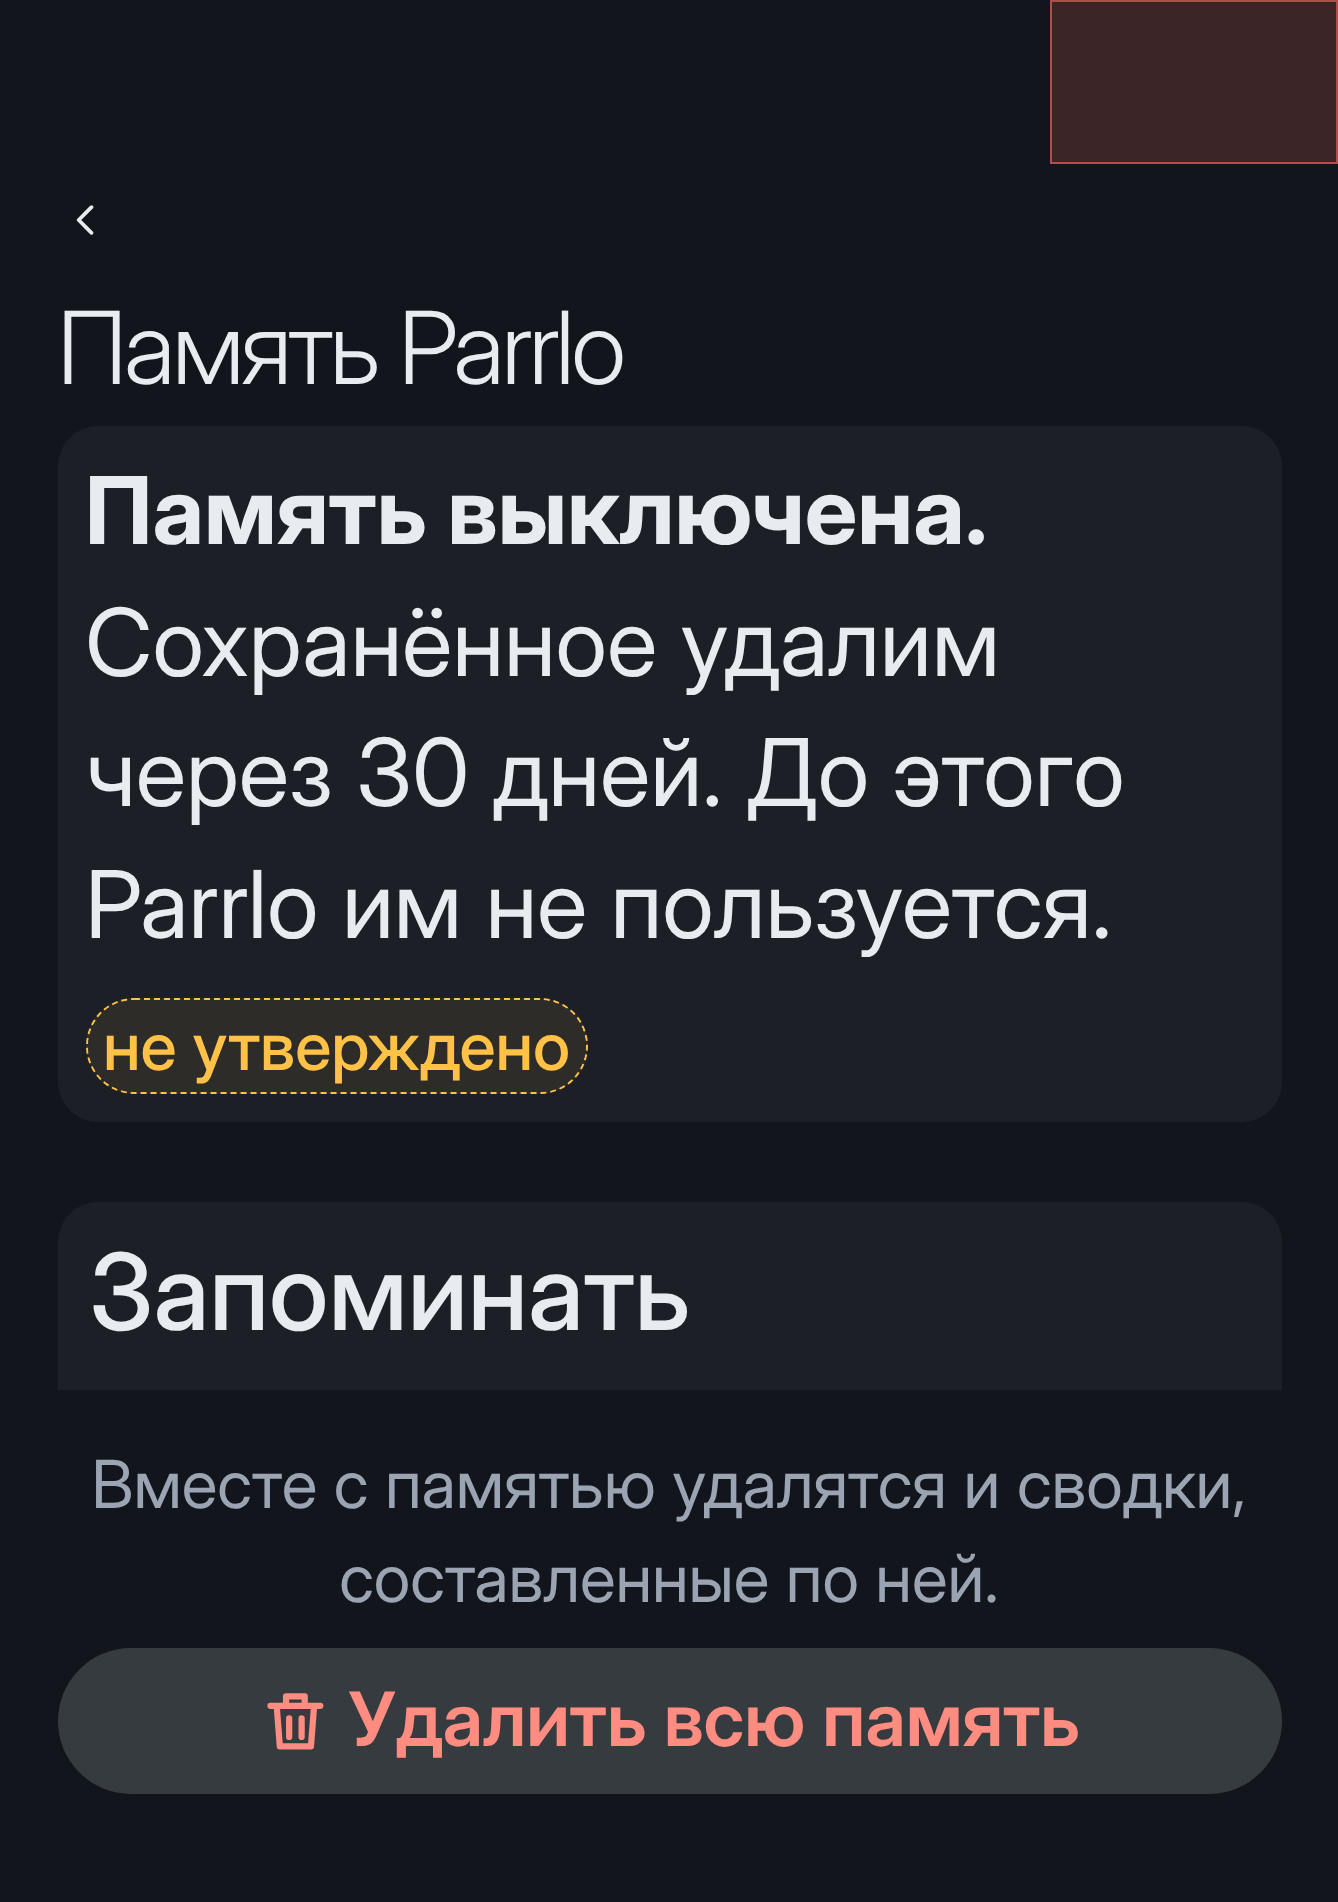 Память Parrlo
Память выключена.
Сохранённое удалим
через 30 дней. До этого
Parrlo им не пользуется.
не утверждено
Запоминать
Вместе с памятью удалятся и сводки,
составленные по ней.
Удалить всю память